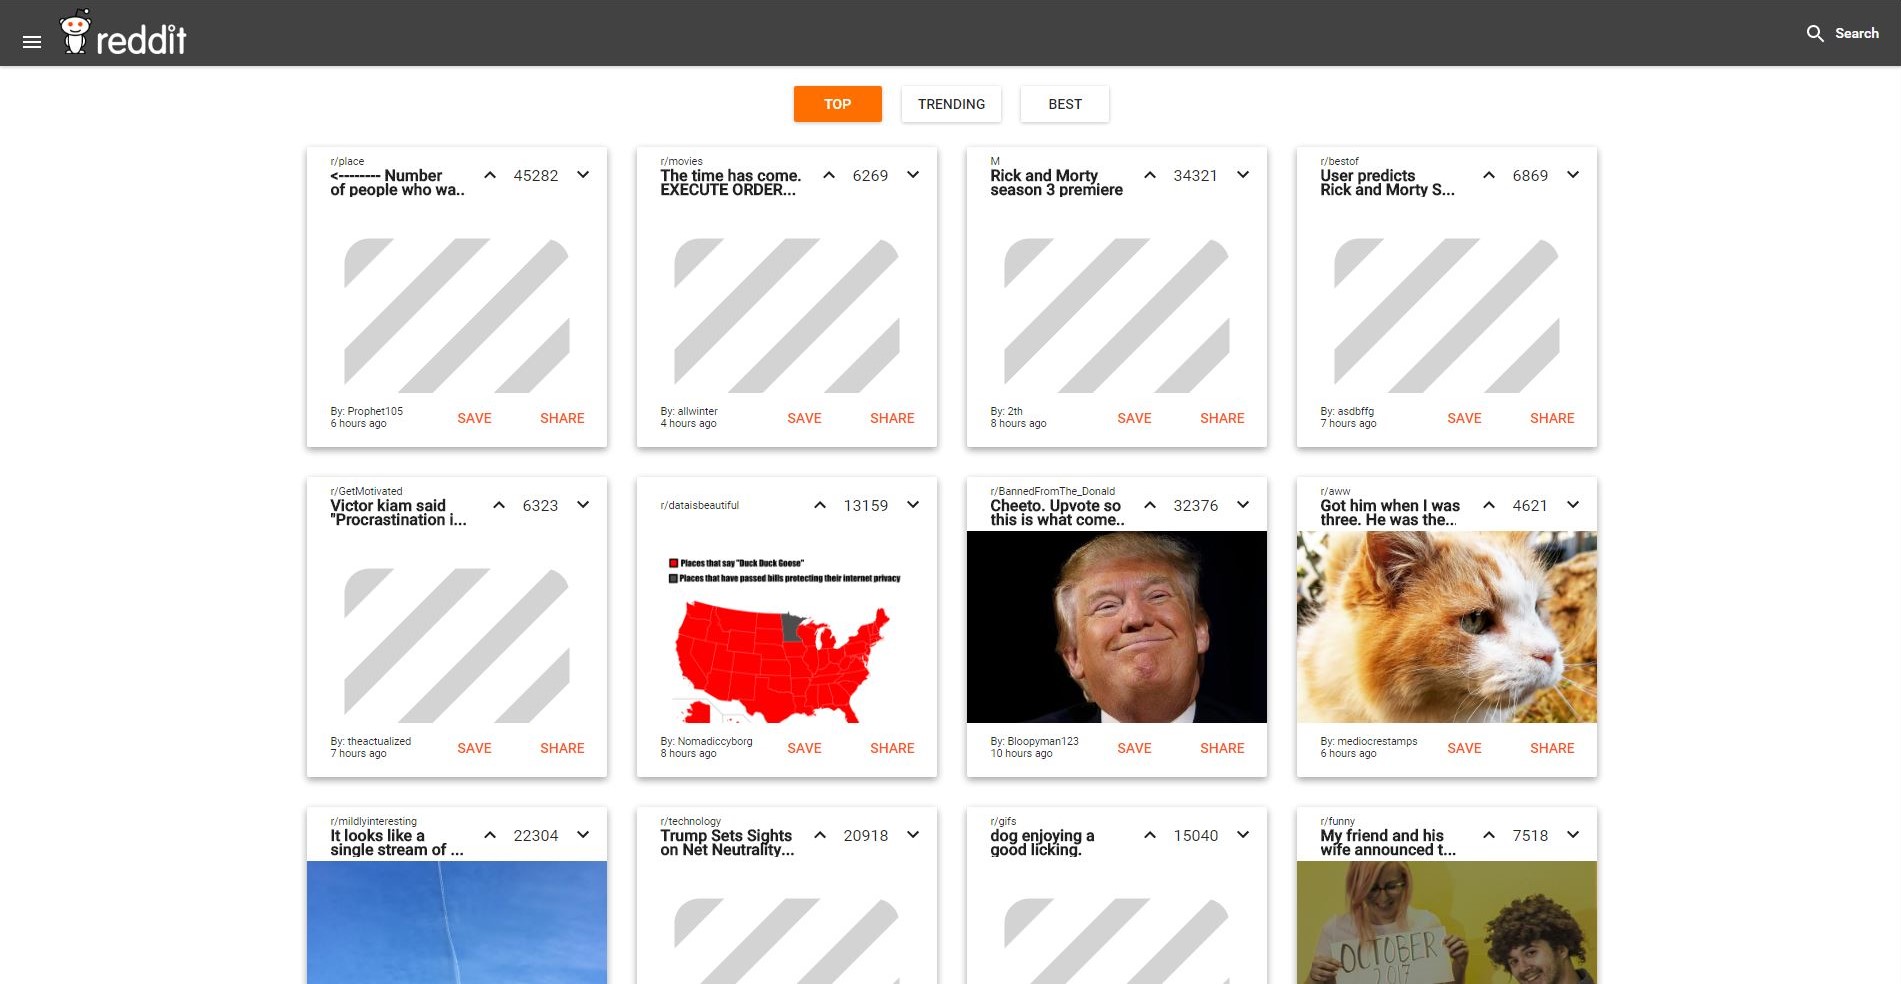 reddit
Search
TOP
TRENDING
BEST
r/place
<-------- Number
of people who wa..
45282
By: Prophet105
6 hours ago
SAVE
SHARE
r/movies
The time has come.
EXECUTE ORDER...
6269
By: allwinter
4 hours ago
SAVE
SHARE
M
Rick and Morty
season 3 premiere
34321
By: 2th
8 hours ago
SAVE
SHARE
r/bestof
User predicts
Rick and Morty S...
6869
By: asdbffg
7 hours ago
SAVE
SHARE
r/GetMotivated
Victor kiam said
"Procrastination i...
6323
By: theactualized
7 hours ago
SAVE
SHARE
r/dataisbeautiful
13159
Places that say "Duck Duck Goose"
Places that have passed bills protecting their internet privacy
By: Nomadiccyborg
8 hours ago
SAVE
SHARE
r/BannedFromThe_Donald
Cheeto. Upvote so
this is what come..
32376
By: Bloopyman123
10 hours ago
SAVE
SHARE
r/aww
Got him when I was
three. He was the...
4621
By: mediocrestamps
6 hours ago
SAVE
SHARE
r/mildlyinteresting
It looks like a
single stream of ...
22304
r/technology
Trump Sets Sights
on Net Neutrality...
20918
r/gifs
dog enjoying a
good licking.
15040
r/funny
My friend and his
wife announced t...
7518
OCTOBER
2017